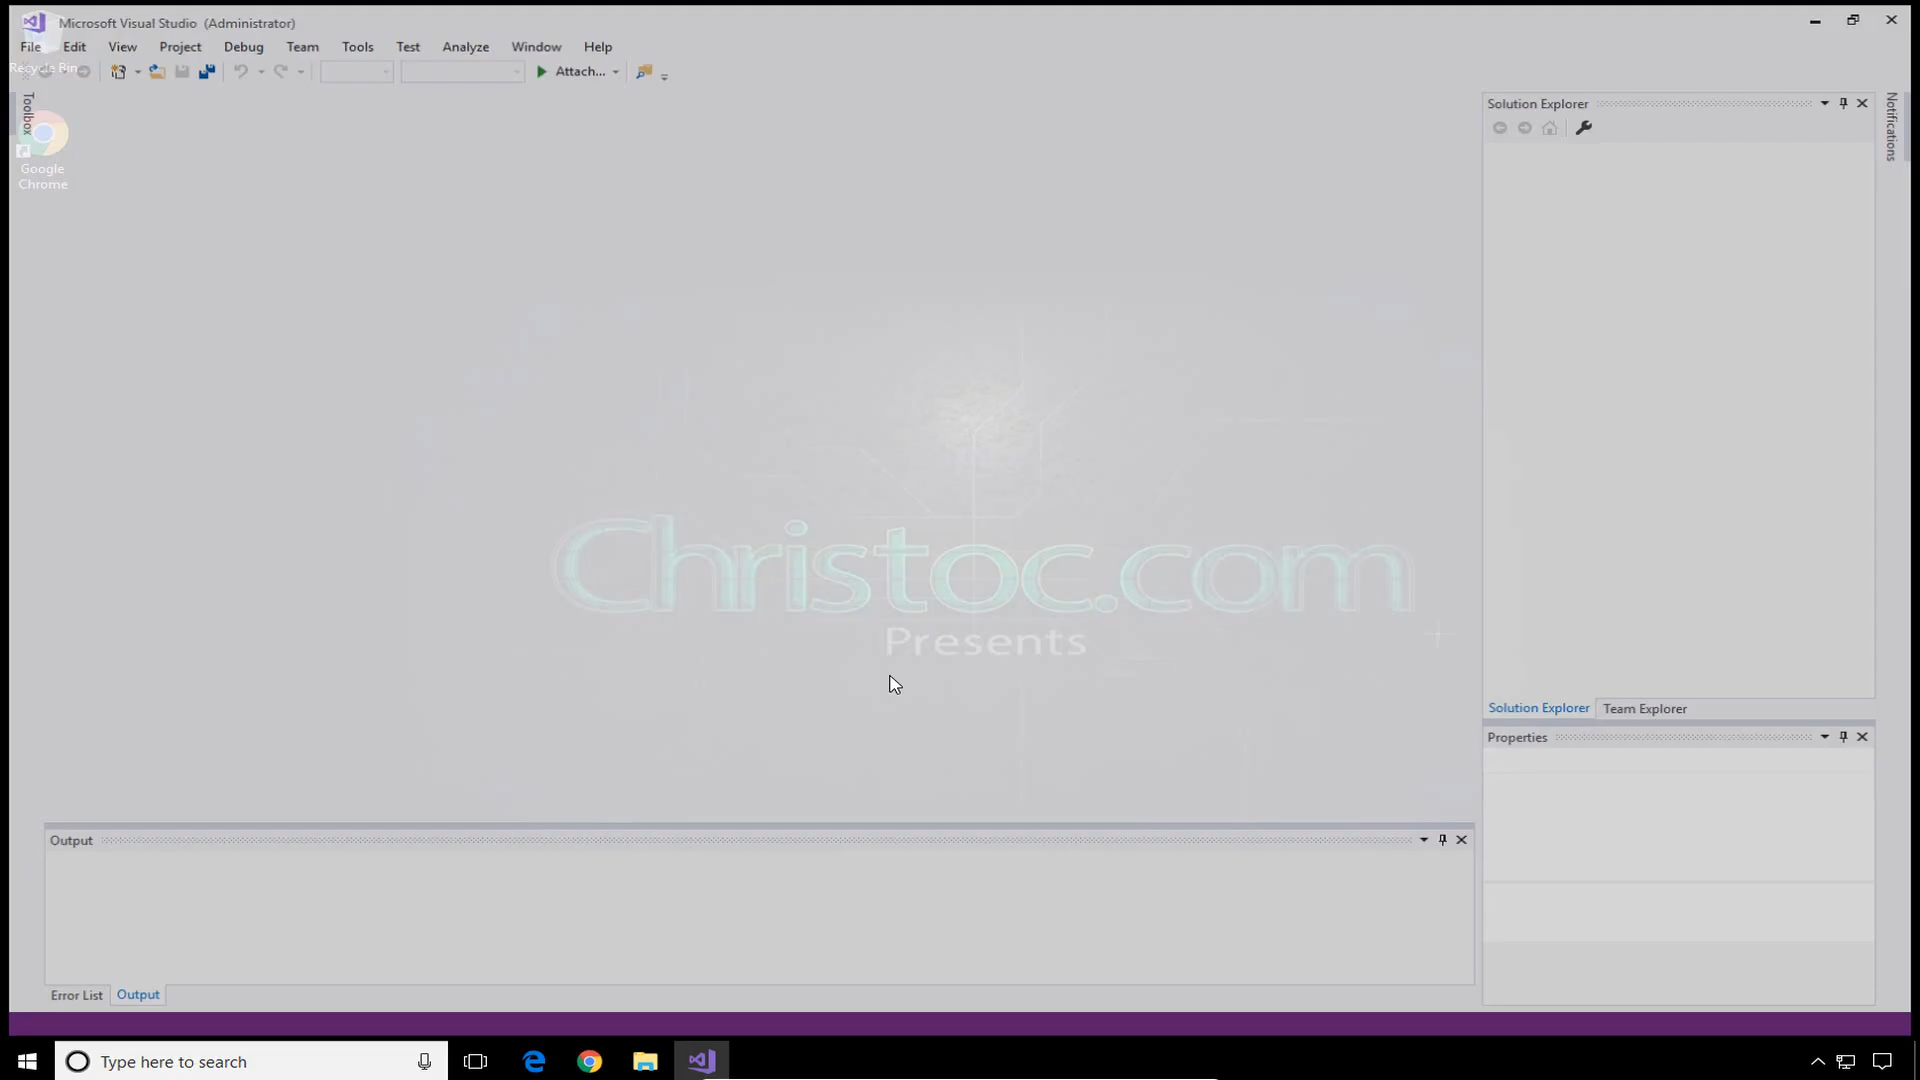 Microsoft Visual Studio (Administrator)
File Edit View Project Debug Team Tools Test Analyze Window Help
Recycle Bin
Attach...
Toolbox
Google
Chrome
Solution Explorer
Notifications
Christoc.com
Presents
Solution Explorer Team Explorer
Properties
Output
Error List Output
Type here to search